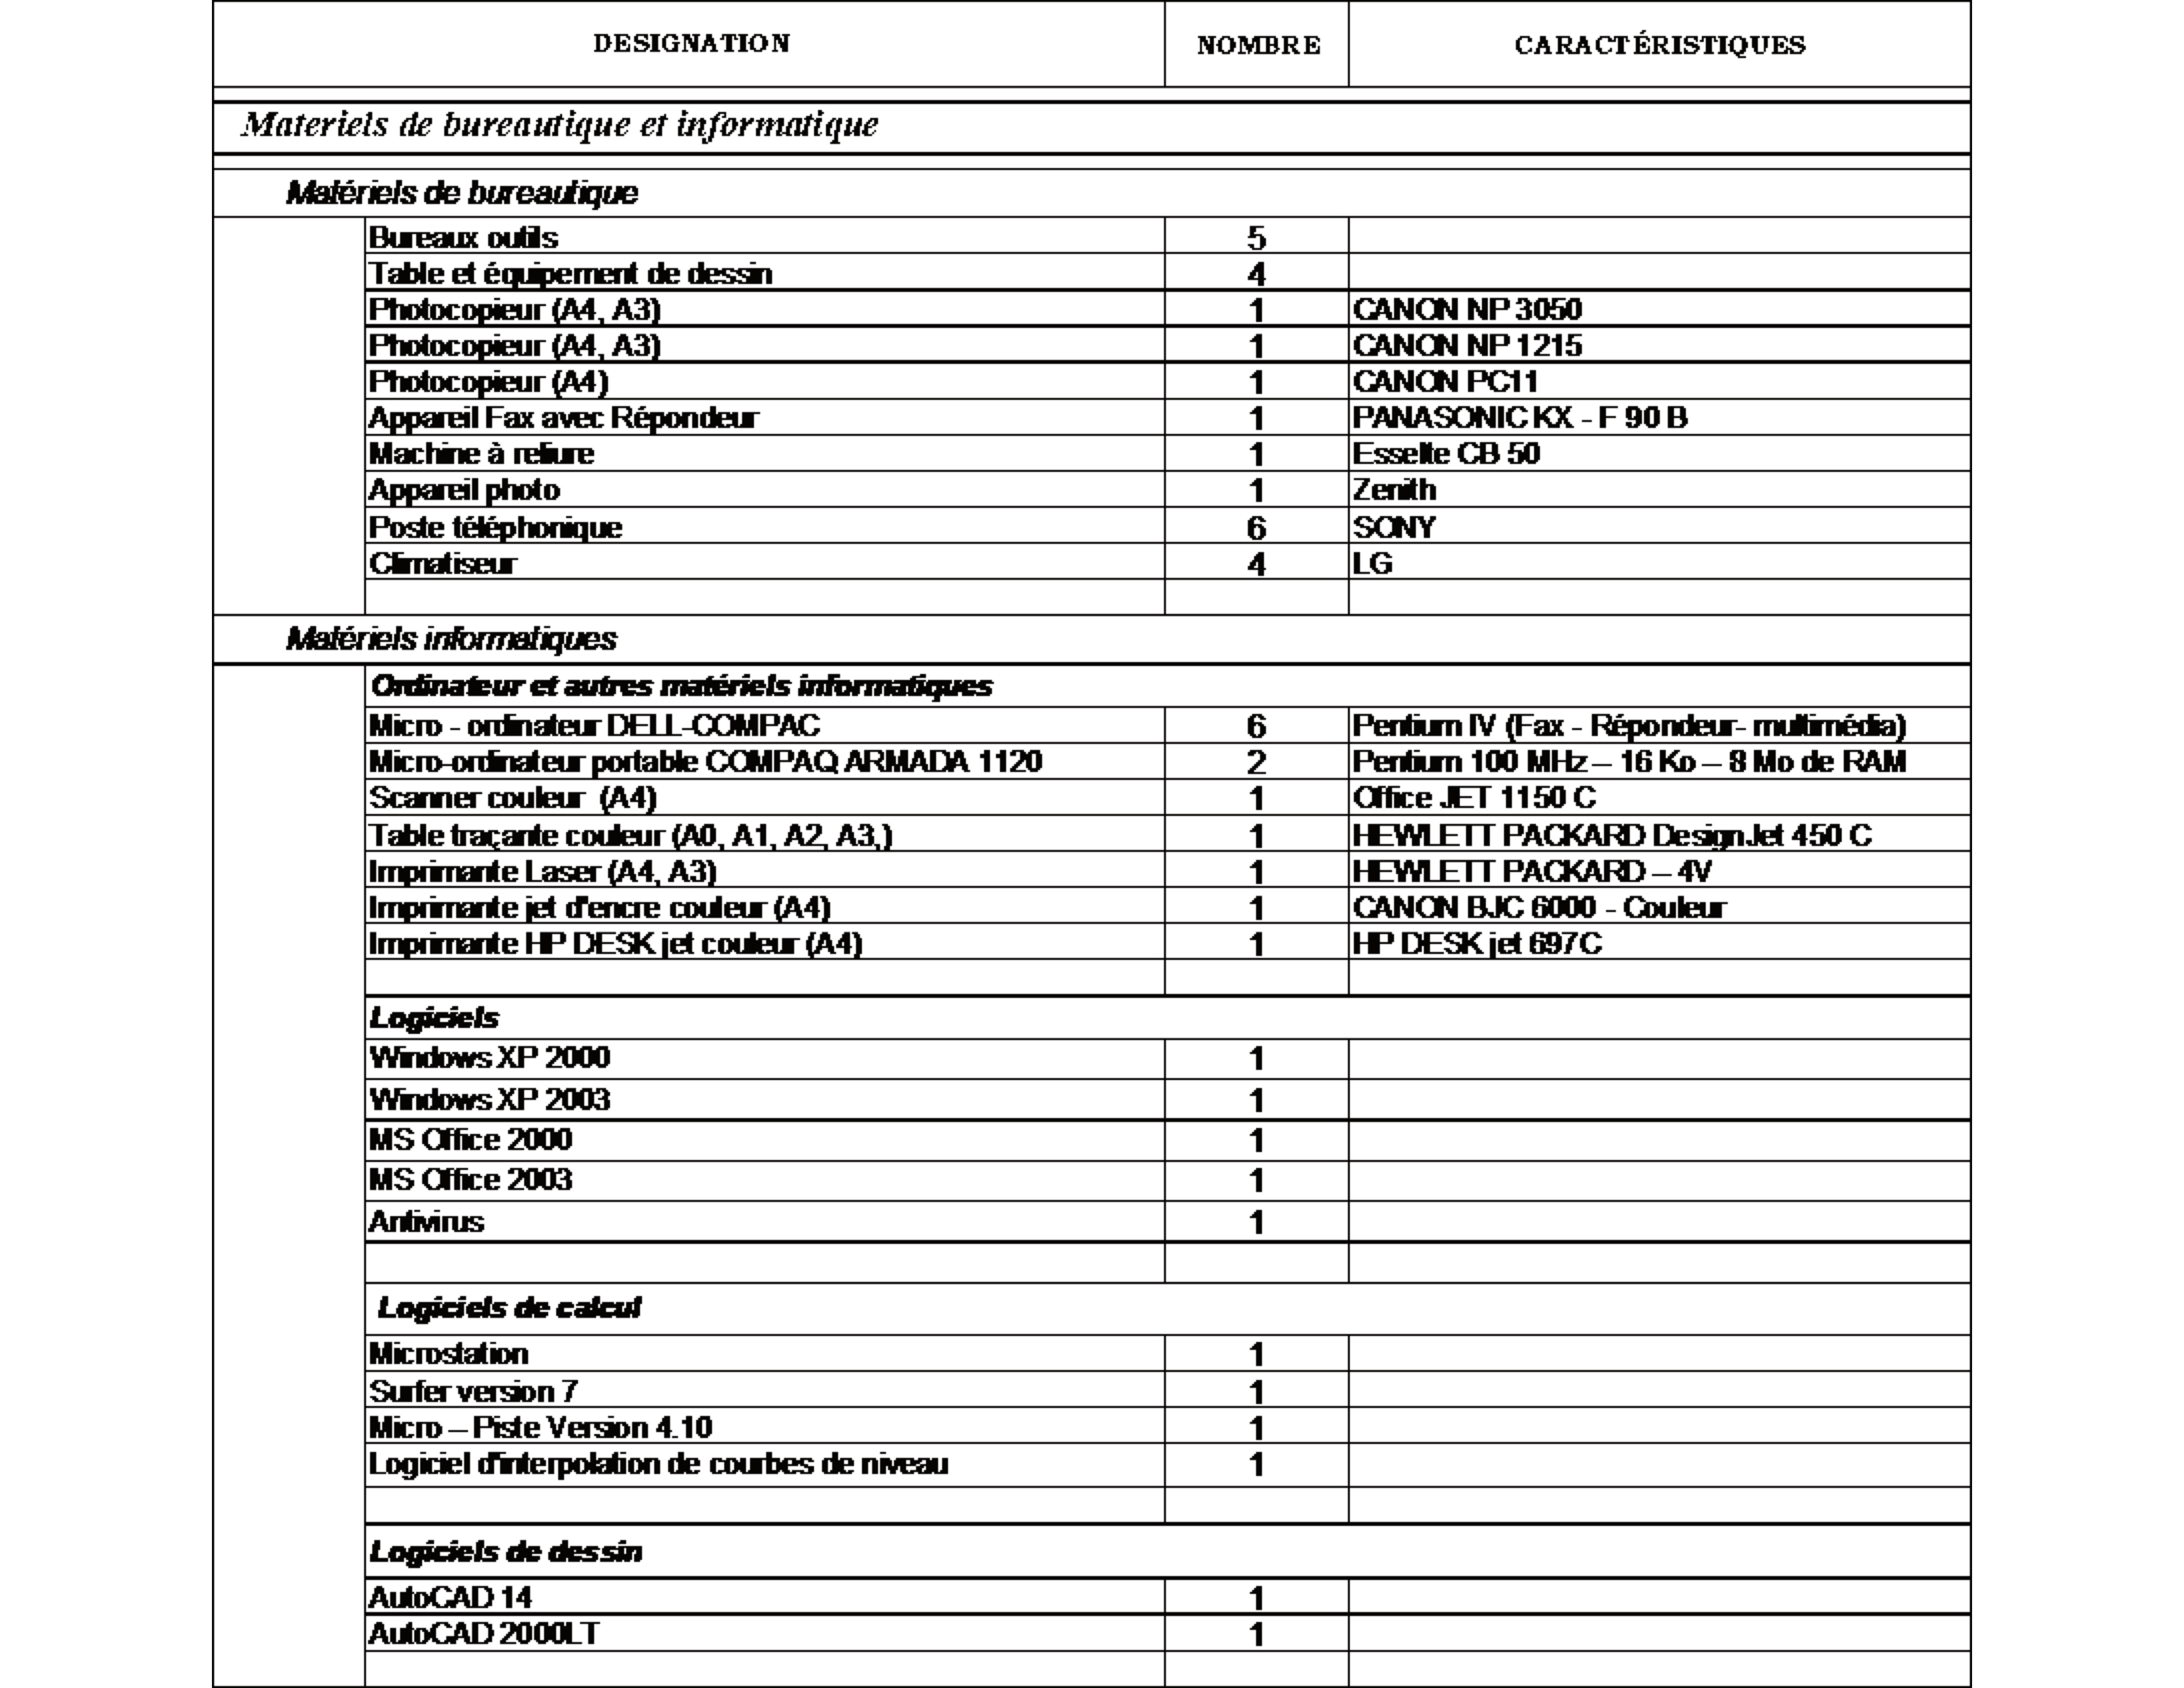 DESIGNATION NOMBRE CARACTÉRISTIQUES
Materiels de bureautique et informatique
Matériels de bureautique
Bureaux outils 5
Table et équipement de dessin 4
Photocopieur (A4, A3) 1 CANON NP 3050
Photocopieur (A4, A3) 1 CANON NP 1215
Photocopieur (A4) 1 CANON PC11
Appareil Fax avec Répondeur 1 PANASONIC KX - F 90 B
Machine à reliure 1 Esselte CB 50
Appareil photo 1 Zenith
Poste téléphonique 6 SONY
Climatiseur 4 LG
Matériels informatiques
Ordinateur et autres matériels informatiques
Micro - ordinateur DELL-COMPAC 6 Pentium IV (Fax - Répondeur- multimédia)
Micro-ordinateur portable COMPAQ ARMADA 1120 2 Pentium 100 MHz – 16 Ko – 8 Mo de RAM
Scanner couleur (A4) 1 Office JET 1150 C
Table traçante couleur (A0, A1, A2, A3,) 1 HEWLETT PACKARD DesignJet 450 C
Imprimante Laser (A4, A3) 1 HEWLETT PACKARD – 4V
Imprimante jet d'encre couleur (A4) 1 CANON BJC 6000 - Couleur
Imprimante HP DESK jet couleur (A4) 1 HP DESK jet 697C
Logiciels
Windows XP 2000 1
Windows XP 2003 1
MS Office 2000 1
MS Office 2003 1
Antivirus 1
Logiciels de calcul
Microstation 1
Surfer version 7 1
Micro – Piste Version 4.10 1
Logiciel d'interpolation de courbes de niveau 1
Logiciels de dessin
AutoCAD 14 1
AutoCAD 2000LT 1